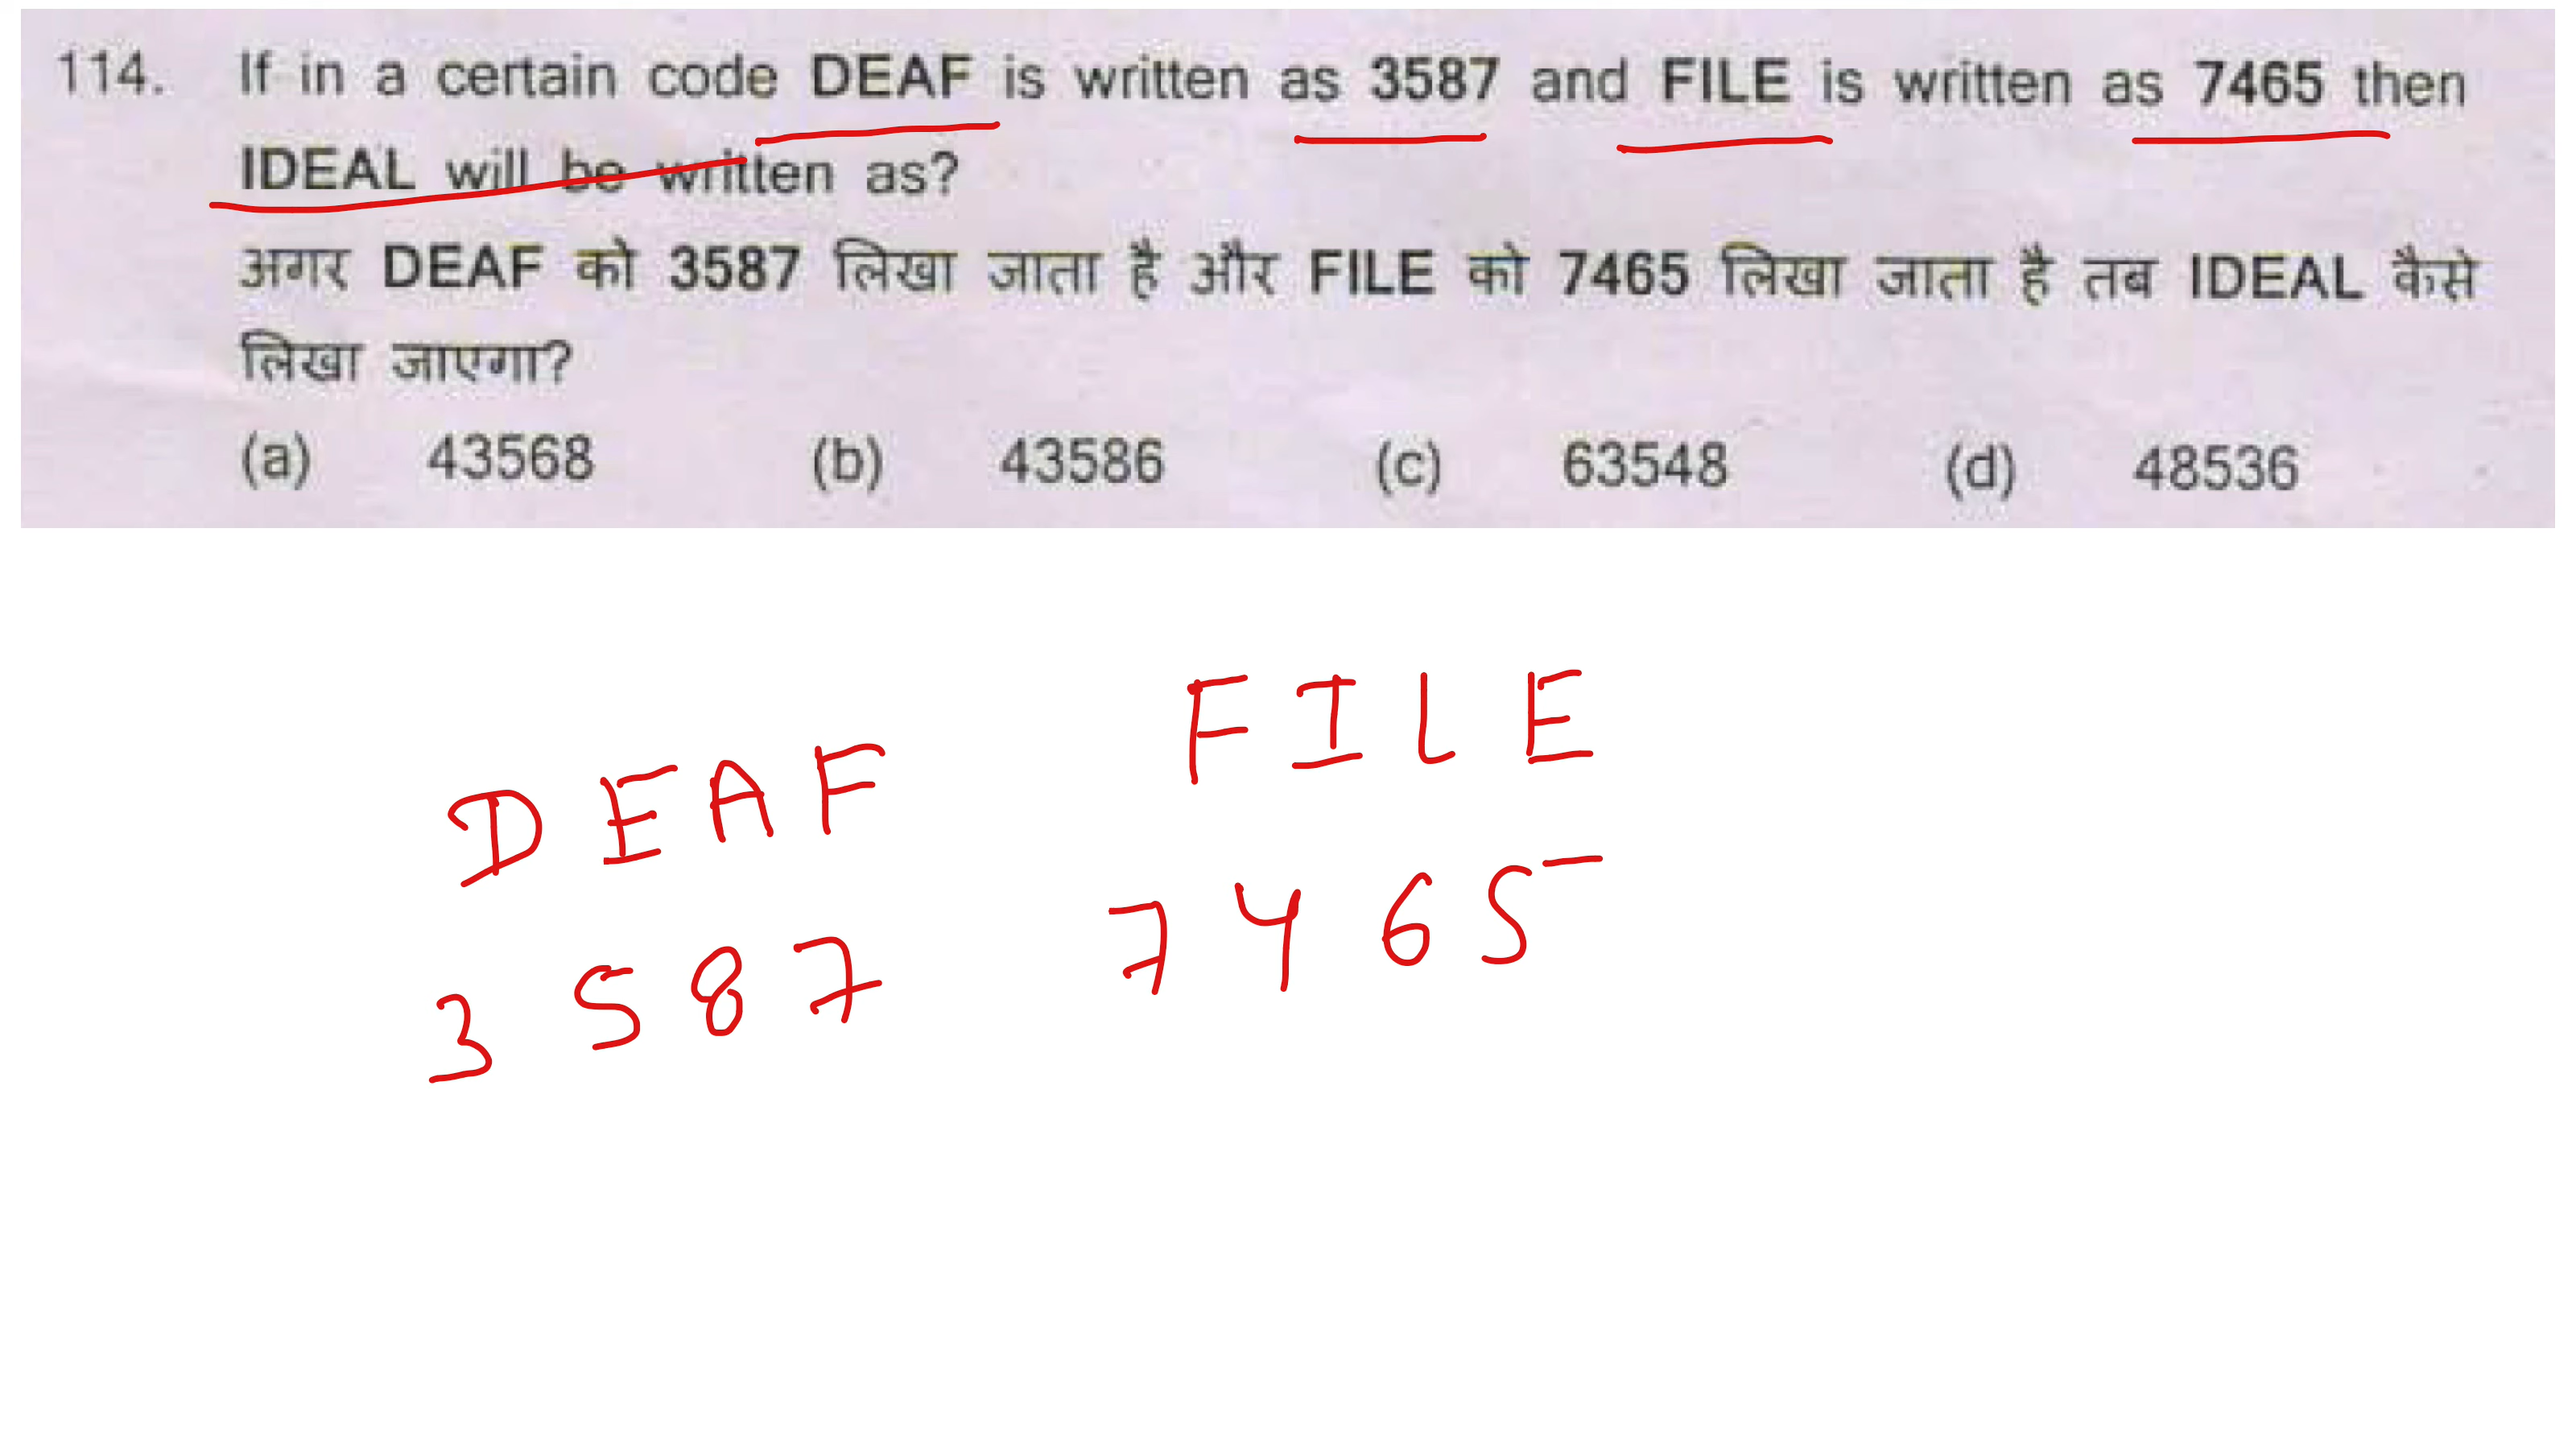 114. If in a certain code DEAF is written as 3587 and FILE is written as 7465 then
IDEAL will be written as?
अगर DEAF को 3587 लिखा जाता है और FILE को 7465 लिखा जाता है तब IDEAL कैसे
लिखा जाएगा?
(a) 43568 (b) 43586 (c) 63548 (d) 48536
DEAF FILE
3587 7465